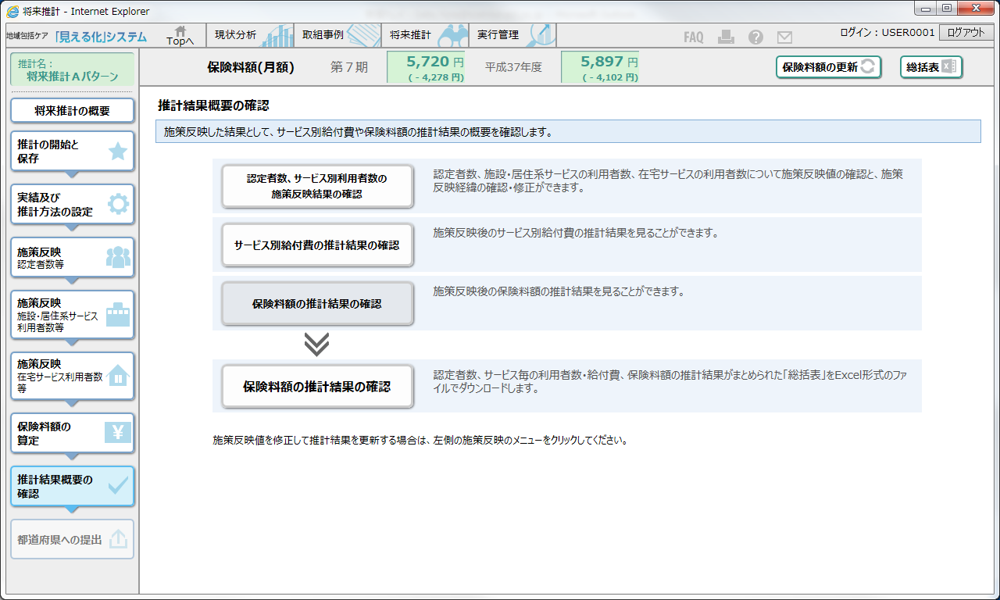 将来推計 - Internet Explorer
地域包括ケア 「見える化」システム
Topへ
現状分析
取組事例
将来推計
実行管理
FAQ
ログイン：USER0001
ログアウト
推計名：
将来推計Aパターン
保険料額(月額)
第７期
5,720 円
( - 4,278 円)
平成37年度
5,897 円
( - 4,102 円)
保険料額の更新
総括表
将来推計の概要
推計の開始と
保存
実績及び
推計方法の設定
施策反映
認定者数等
施策反映
施設・居住系サービス
利用者数等
施策反映
在宅サービス利用者数
等
保険料額の
算定
推計結果概要の
確認
都道府県への提出
推計結果概要の確認
施策反映した結果として、サービス別給付費や保険料額の推計結果の概要を確認します。
認定者数、サービス別利用者数の
施策反映結果の確認
認定者数、施設・居住系サービスの利用者数、在宅サービスの利用者数について施策反映値の確認と、施策
反映経緯の確認・修正ができます。
サービス別給付費の推計結果の確認
施策反映後のサービス別給付費の推計結果を見ることができます。
保険料額の推計結果の確認
施策反映後の保険料額の推計結果を見ることができます。
保険料額の推計結果の確認
認定者数、サービス毎の利用者数・給付費、保険料額の推計結果がまとめられた「総括表」をExcel形式のファ
イルでダウンロードします。
施策反映値を修正して推計結果を更新する場合は、左側の施策反映のメニューをクリックしてください。